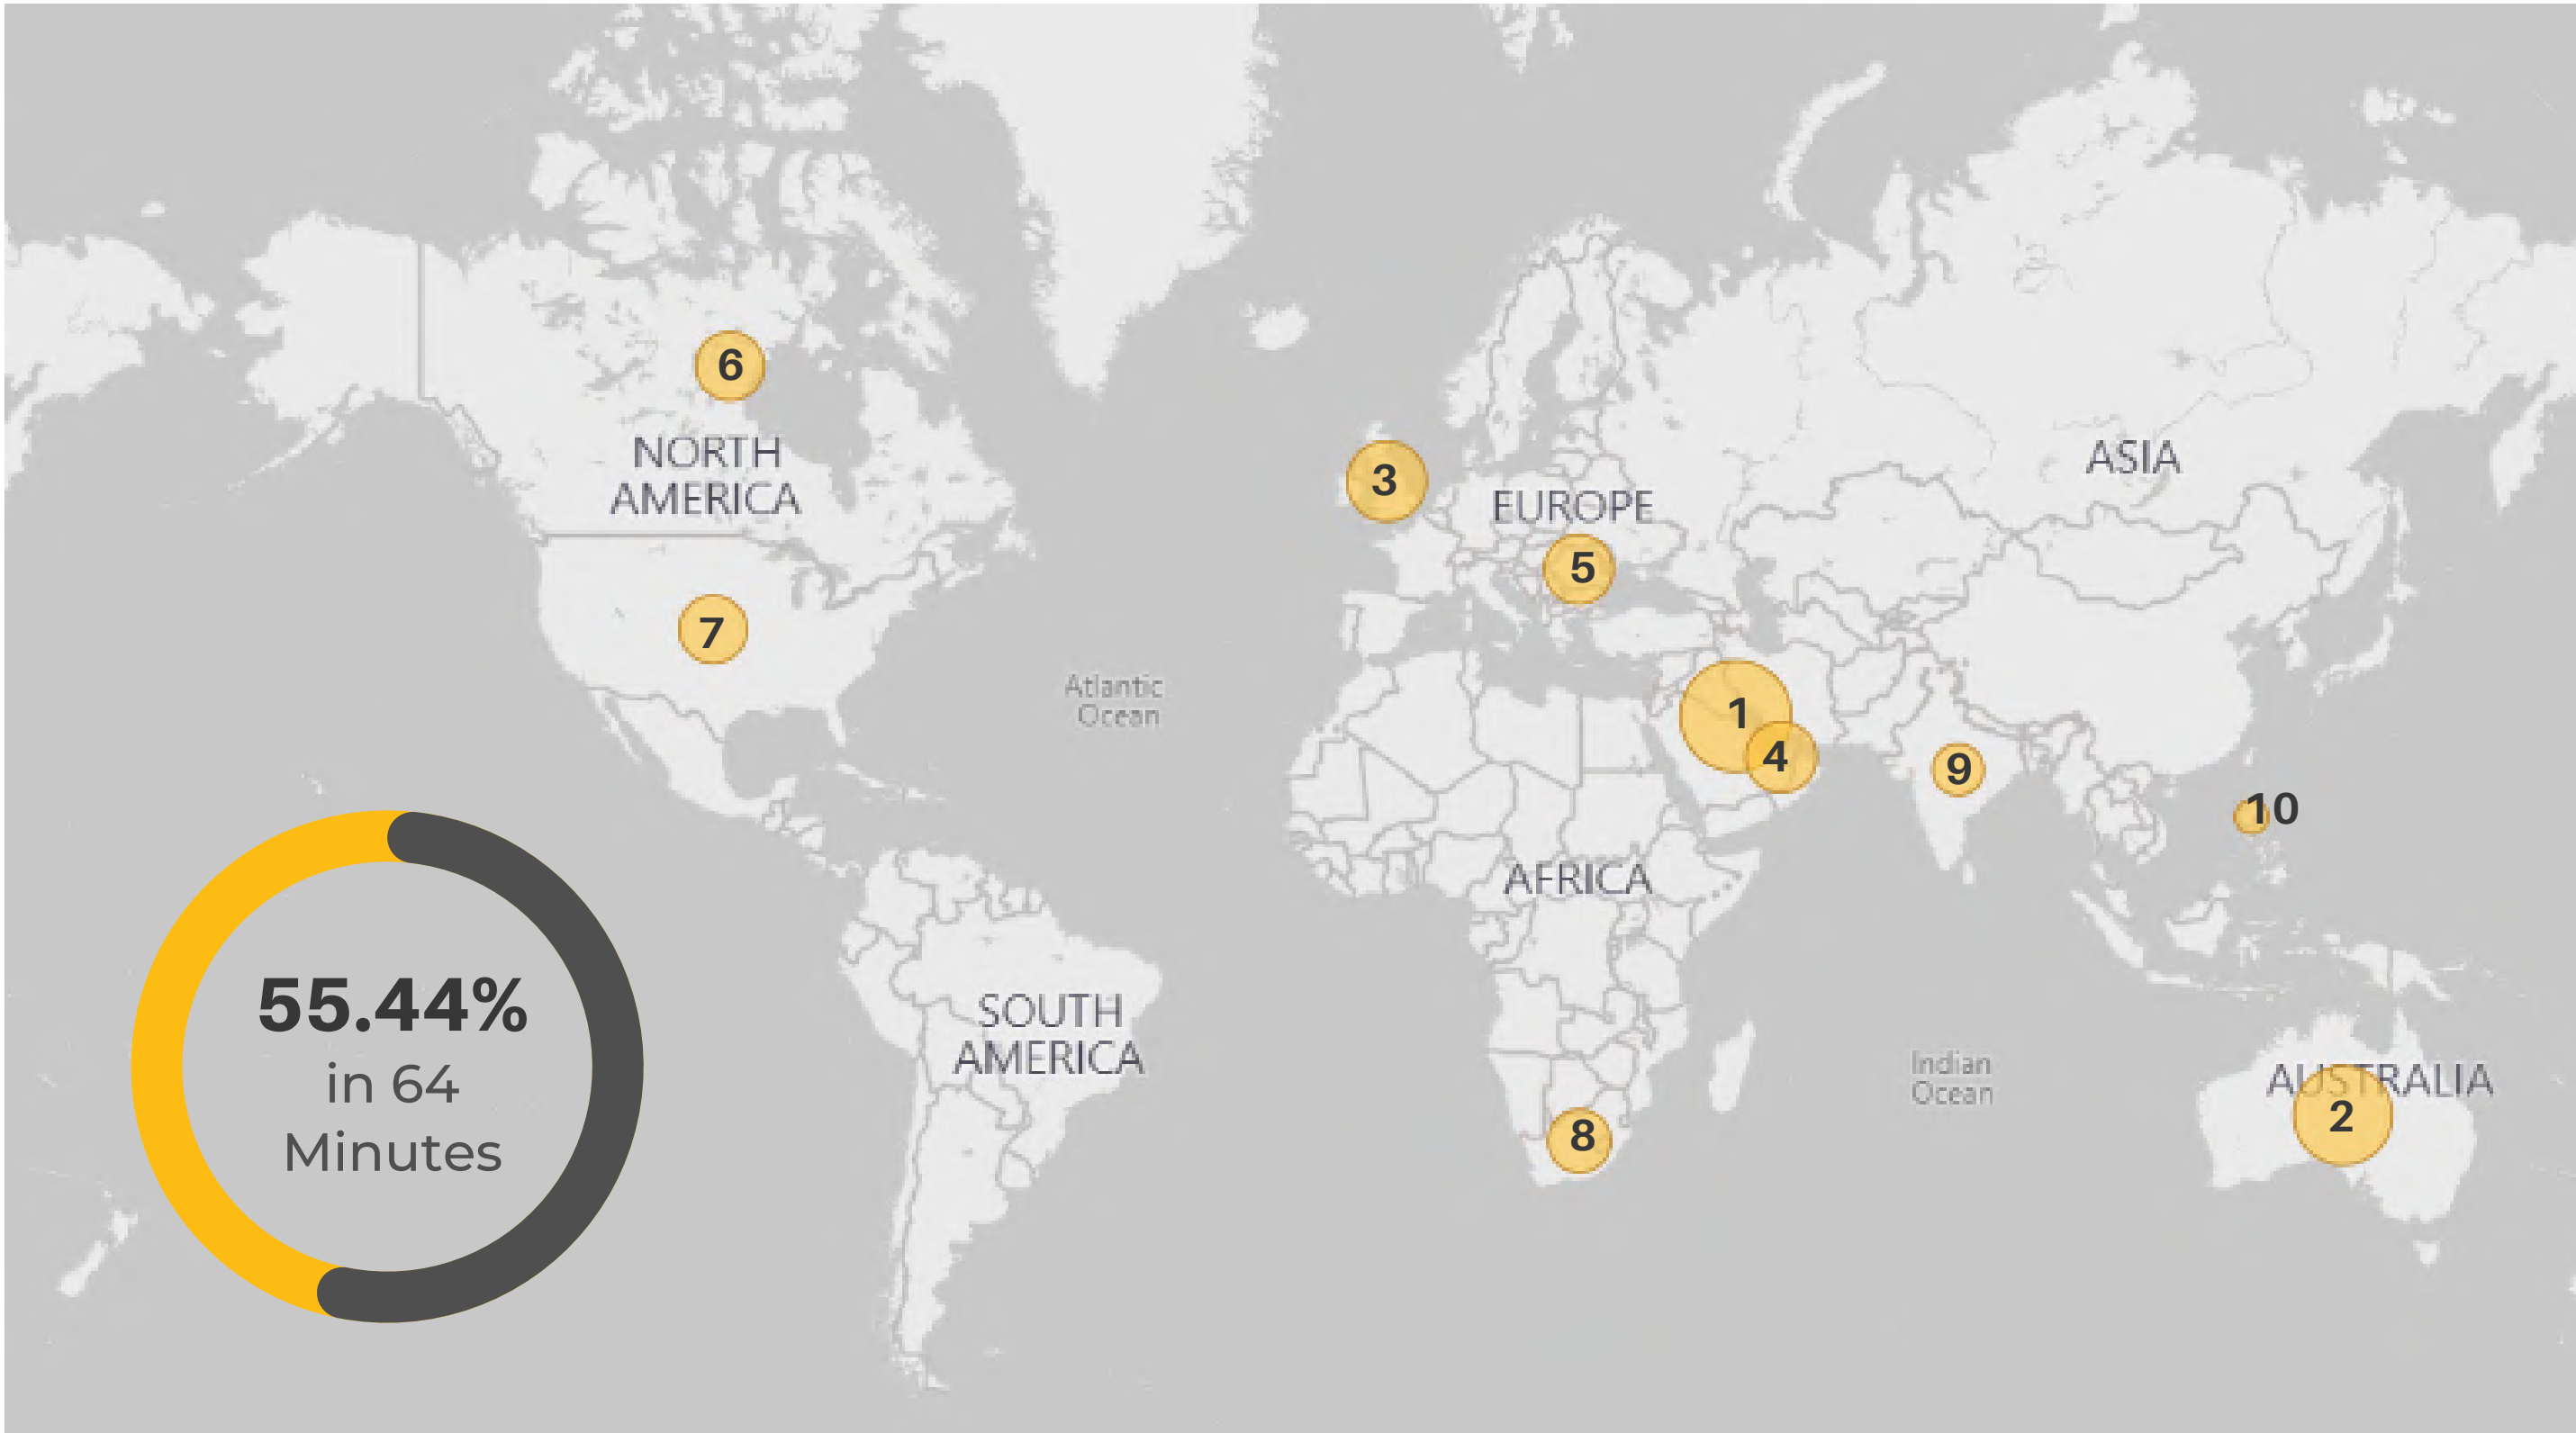 6
NORTH
AMERICA
3
EUROPE
ASIA
5
7
Atlantic
Ocean
1
4
9
10
AFRICA
55.44%
in 64
Minutes
SOUTH
AMERICA
Indian
Ocean
AUSTRALIA
2
8